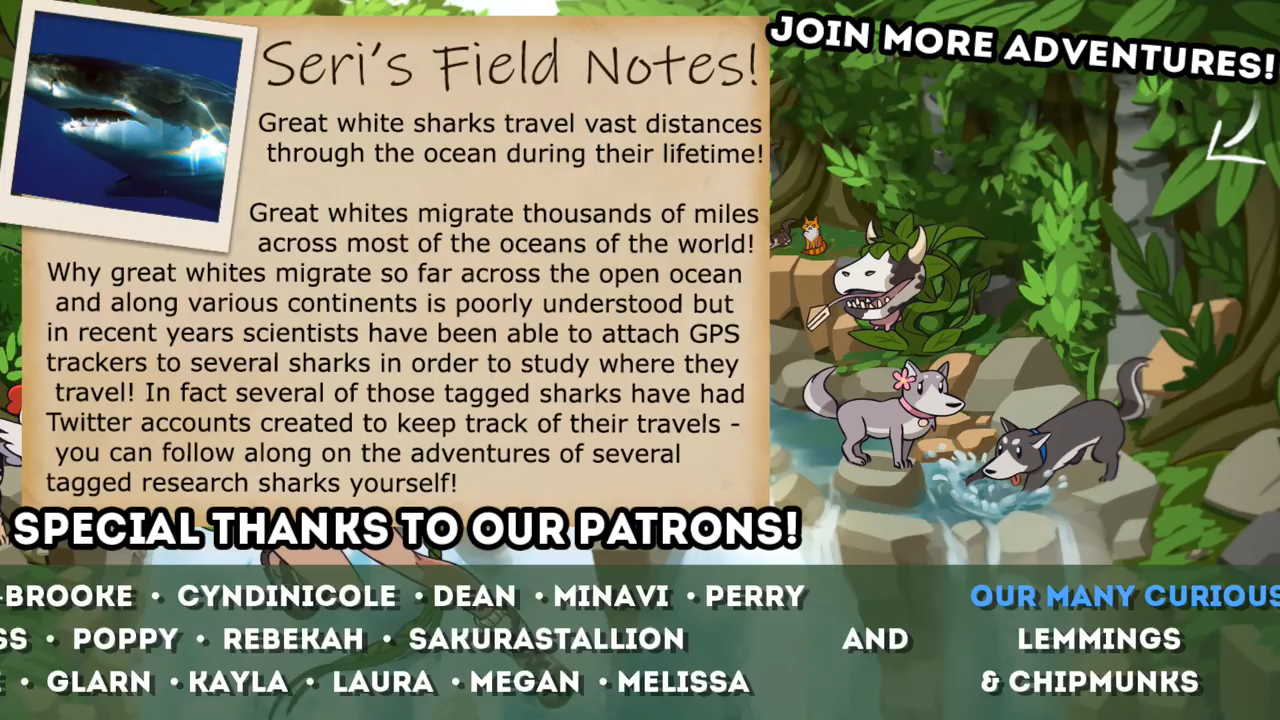 Seri's Field Notes!
JOIN MORE ADVENTURES!
Great white sharks travel vast distances
through the ocean during their lifetime!
Great whites migrate thousands of miles
across most of the oceans of the world!
Why great whites migrate so far across the open ocean
and along various continents is poorly understood but
in recent years scientists have been able to attach GPS
trackers to several sharks in order to study where they
travel! In fact several of those tagged sharks have had
Twitter accounts created to keep track of their travels -
you can follow along on the adventures of several
tagged research sharks yourself!
SPECIAL THANKS TO OUR PATRONS!
-BROOKE • CYNDINICOLE • DEAN • MINAVI • PERRY
SS • POPPY • REBEKAH • SAKURASTALLION
• GLARN • KAYLA • LAURA • MEGAN • MELISSA
AND
OUR MANY CURIOUS
LEMMINGS
& CHIPMUNKS